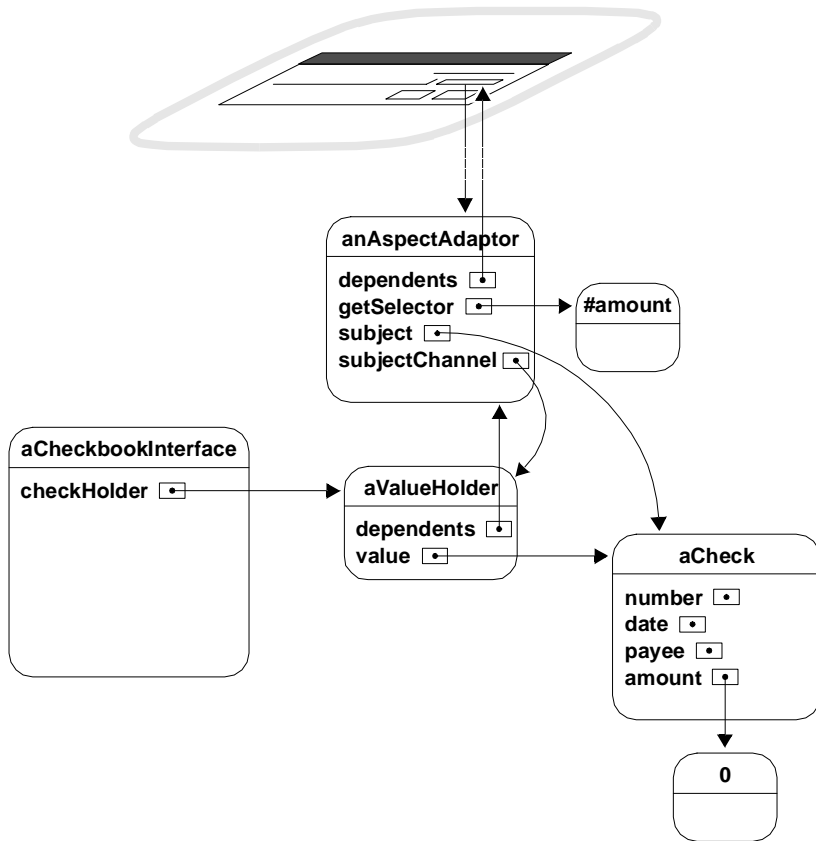 anAspectAdaptor
dependents
getSelector
subject
subjectChannel
#amount
aCheckbookInterface
checkHolder
aValueHolder
dependents
value
aCheck
number
date
payee
amount
0